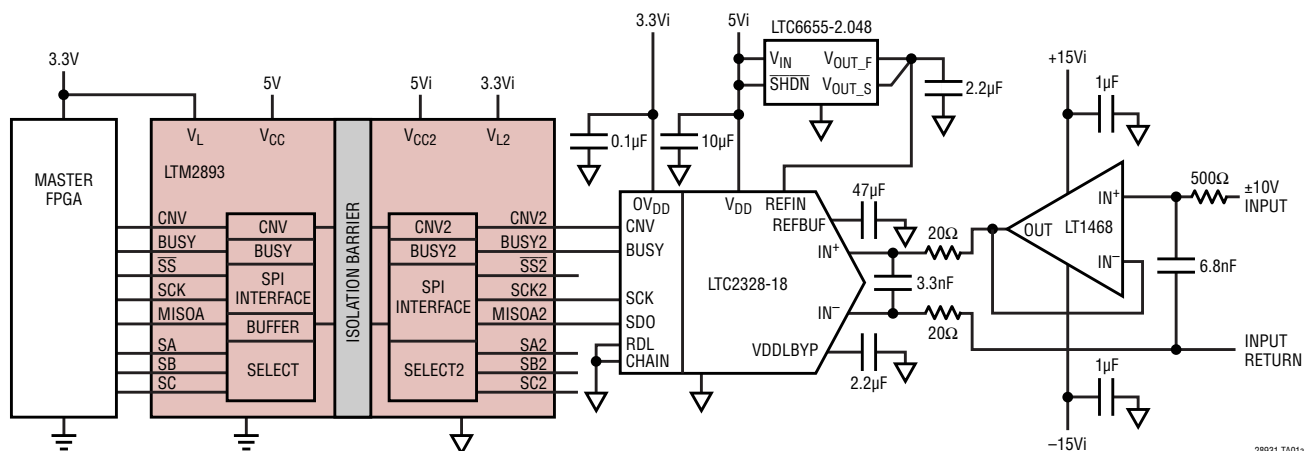 3.3V
5V
5Vi
3.3Vi
3.3Vi
5Vi
LTC6655-2.048
VIN
SHDN
VOUT_F
VOUT_S
2.2µF
0.1µF
10µF
+15Vi
1µF
MASTER
FPGA
VL
VCC
VCC2
VL2
LTM2893
ISOLATION BARRIER
CNV
BUSY
SS
SCK
MISOA
SA
SB
SC
CNV
BUSY
SPI
INTERFACE
BUFFER
SELECT
CNV2
BUSY2
SPI
INTERFACE
SELECT2
CNV2
BUSY2
SS2
SCK2
MISOA2
SA2
SB2
SC2
OVDD
VDD
REFIN
CNV
BUSY
SCK
SDO
RDL
CHAIN
LTC2328-18
REFBUF
IN+
IN−
VDDLBYP
47µF
2.2µF
3.3nF
20Ω
20Ω
OUT
LT1468
IN+
IN−
500Ω
±10V
INPUT
6.8nF
INPUT
RETURN
1µF
−15Vi
28931 TA01a